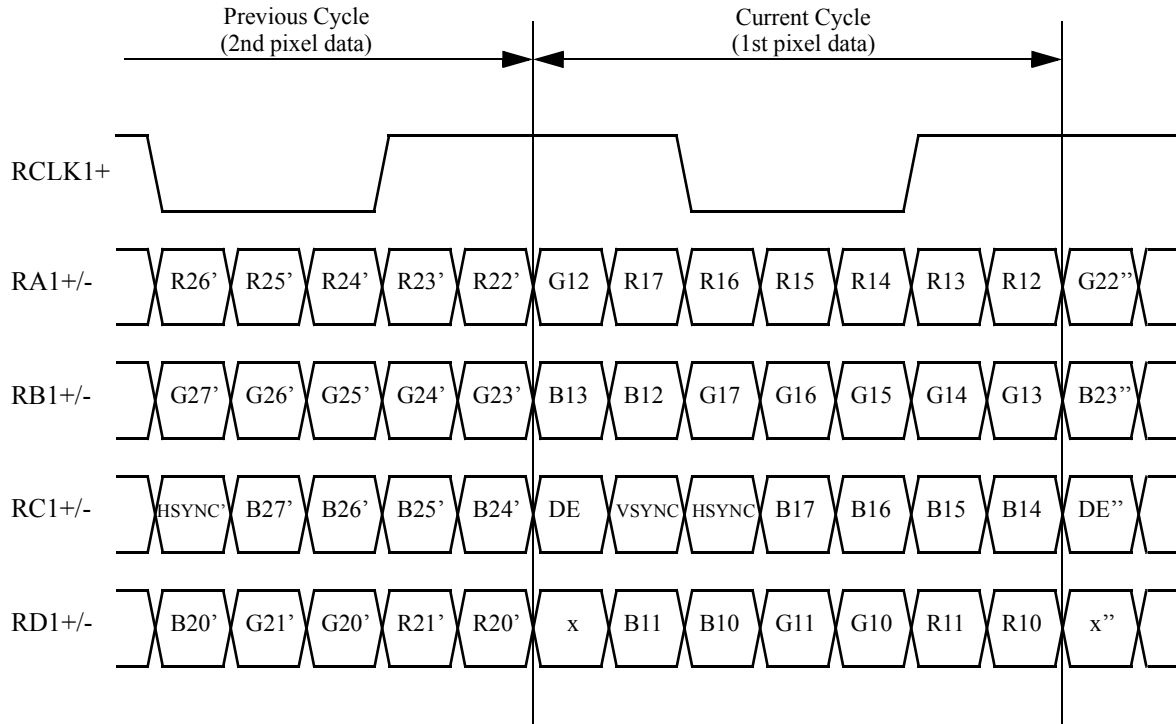 Previous Cycle
(2nd pixel data)
Current Cycle
(1st pixel data)
RCLK1+
RA1+/- R26’ R25’ R24’ R23’ R22’ G12 R17 R16 R15 R14 R13 R12 G22’’
RB1+/- G27’ G26’ G25’ G24’ G23’ B13 B12 G17 G16 G15 G14 G13 B23’’
RC1+/- HSYNC’ B27’ B26’ B25’ B24’ DE VSYNC HSYNC B17 B16 B15 B14 DE’’
RD1+/- B20’ G21’ G20’ R21’ R20’ x B11 B10 G11 G10 R11 R10 x’’